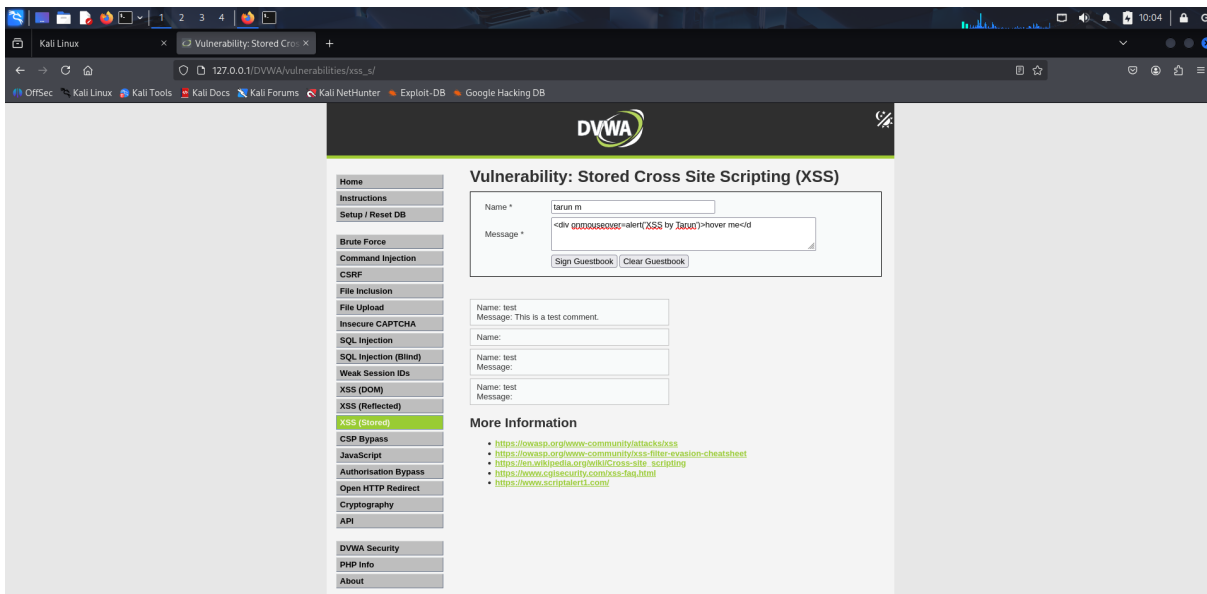 1 2 3 4
10:04
Kali Linux
Vulnerability: Stored Cros
127.0.0.1/DVWA/vulnerabilities/xss_s/
OffSec Kali Linux Kali Tools Kali Docs Kali Forums Kali NetHunter Exploit-DB Google Hacking DB
DVWA
Home
Instructions
Setup / Reset DB
Brute Force
Command Injection
CSRF
File Inclusion
File Upload
Insecure CAPTCHA
SQL Injection
SQL Injection (Blind)
Weak Session IDs
XSS (DOM)
XSS (Reflected)
XSS (Stored)
CSP Bypass
JavaScript
Authorisation Bypass
Open HTTP Redirect
Cryptography
API
DVWA Security
PHP Info
About
Vulnerability: Stored Cross Site Scripting (XSS)
Name * tarun m
Message * <div onmouseover=alert('XSS by Tarun')>hover me</d
Sign Guestbook Clear Guestbook
Name: test
Message: This is a test comment.
Name:
Name: test
Message:
Name: test
Message:
More Information
https://owasp.org/www-community/attacks/xss
https://owasp.org/www-community/xss-filter-evasion-cheatsheet
https://en.wikipedia.org/wiki/Cross-site_scripting
https://www.cgisecurity.com/xss-faq.html
https://www.scriptalert1.com/